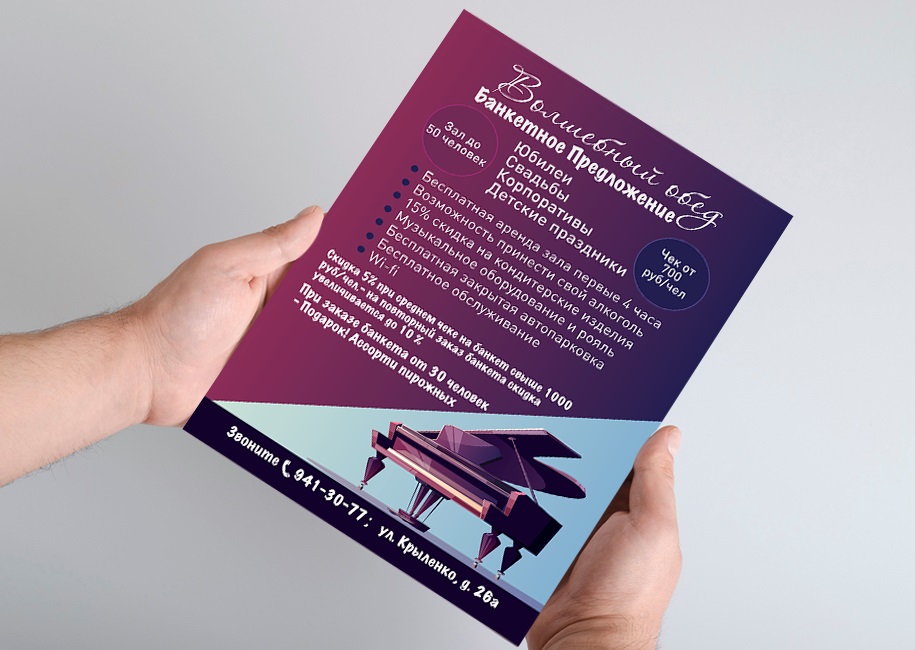 Волшебный обед
Банкетное Предложение
Зал до
50 человек
Юбилеи
Свадьбы
Корпоративы
Детские праздники
Чек от
700
руб/чел
Бесплатная аренда зала первые 4 часа
Возможность принести свой алкоголь
15% скидка на кондитерские изделия
Музыкальное оборудование и рояль
Бесплатная закрытая автопарковка
Бесплатное обслуживание
Wi-fi
Скидка 5% при среднем чеке на банкет свыше 1000
руб/чел - на повторный заказ банкета скидка
увеличивается до 10 %
При заказе банкета от 30 человек
- Подарок! Ассорти пирожных
Звоните 941-30-77; ул. Крыленко, д. 26а